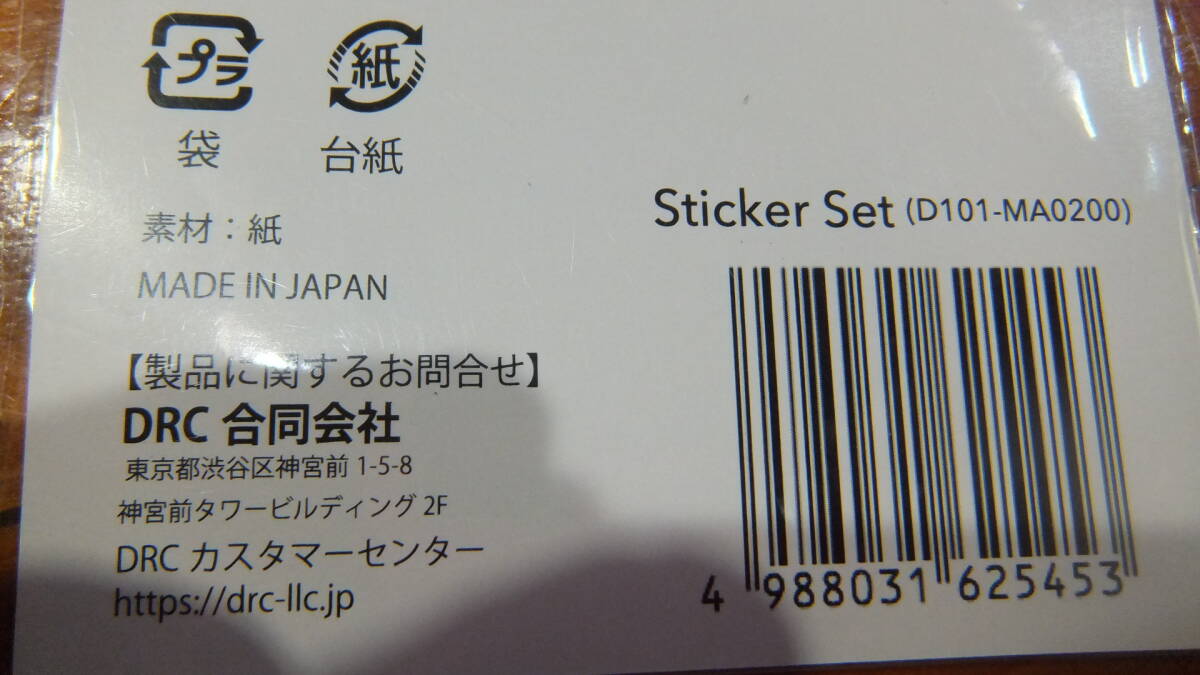 プラ
紙
袋
台紙
素材：紙
MADE IN JAPAN
【製品に関するお問合せ】
DRC 合同会社
東京都渋谷区神宮前 1-5-8
神宮前タワービルディング 2F
DRC カスタマーセンター
https://drc-llc.jp
Sticker Set (D101-MA0200)
4 988031 625453